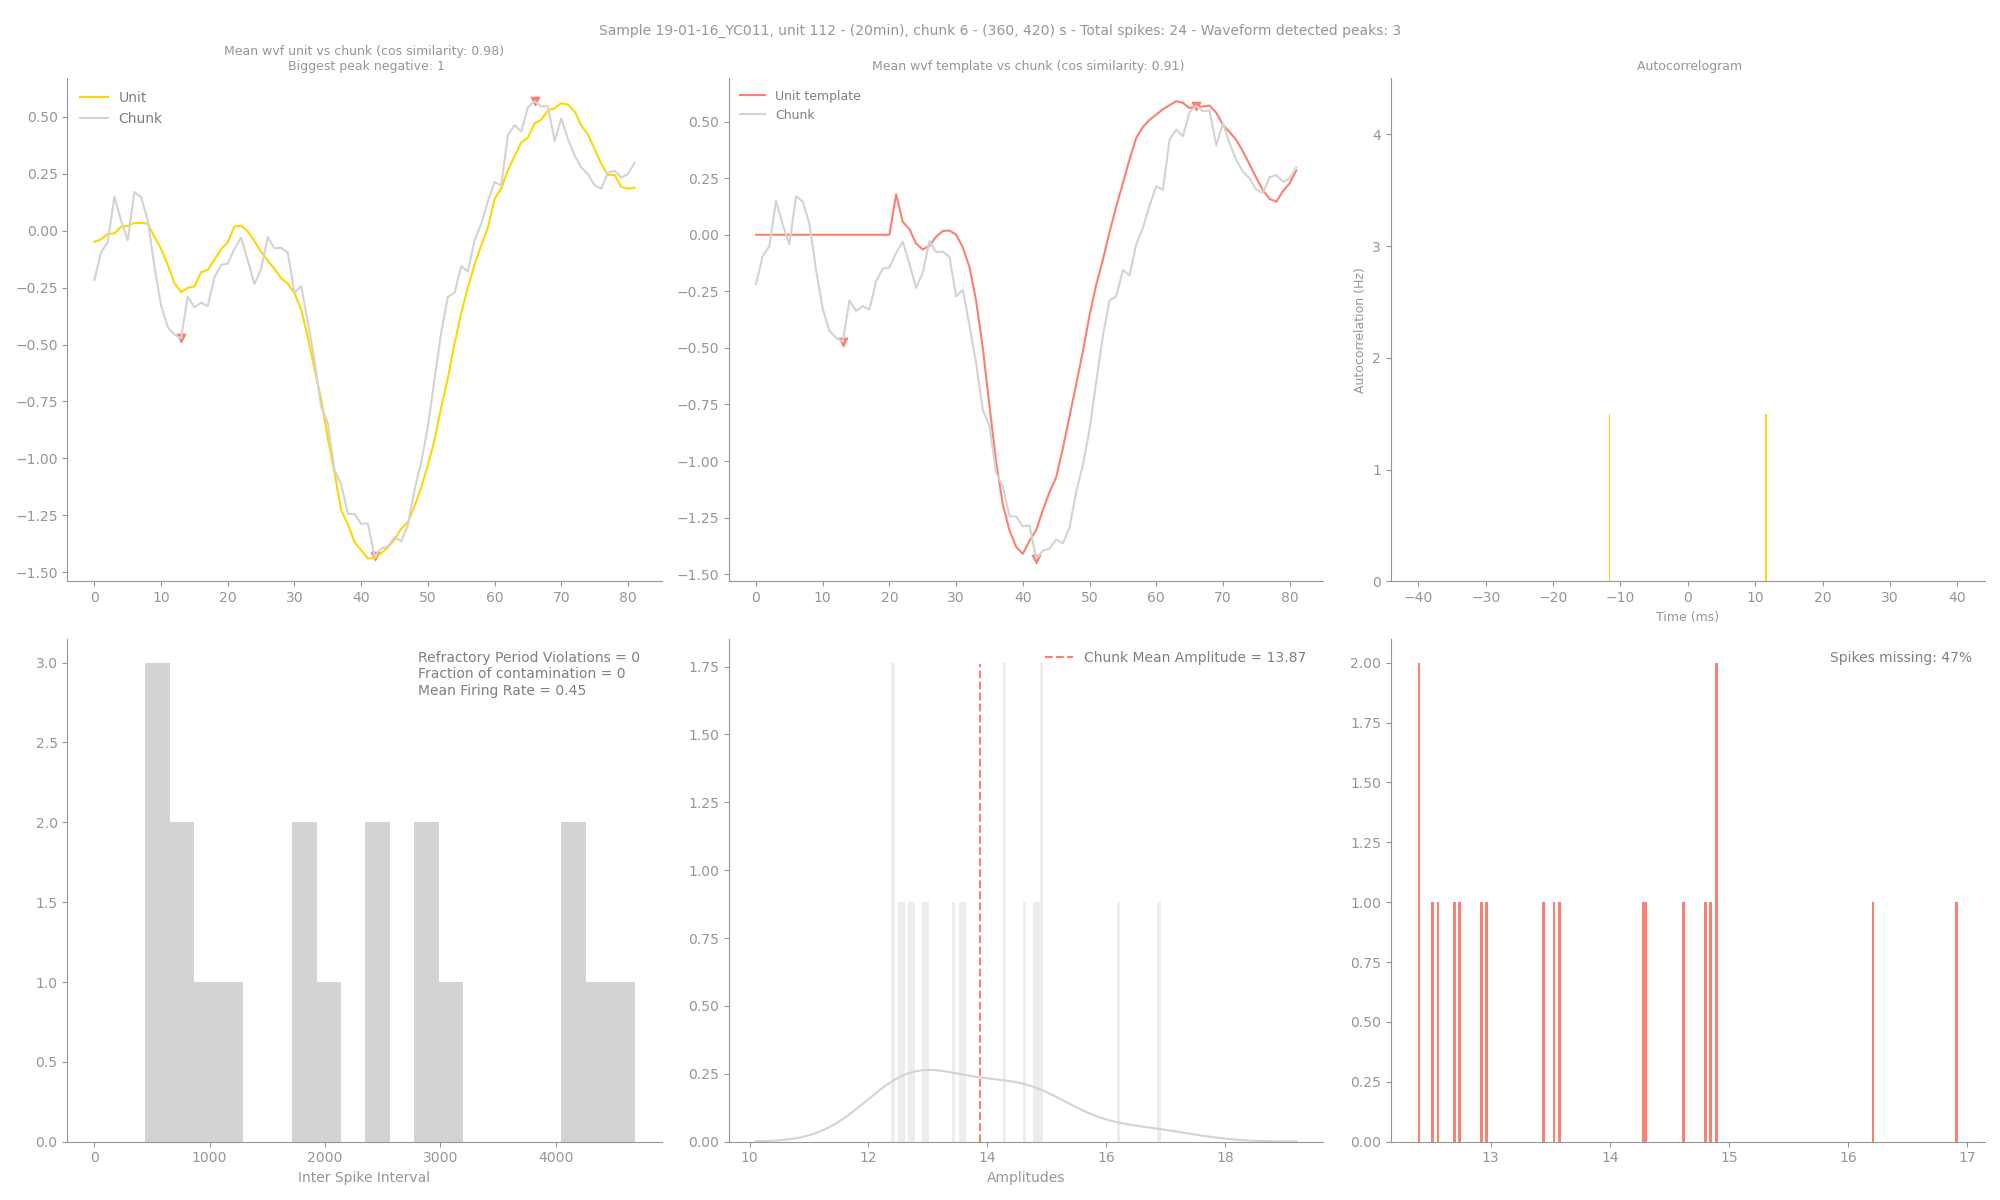 Sample 19-01-16_YC011, unit 112 - (20min), chunk 6 - (360, 420) s - Total spikes: 24 - Waveform detected peaks: 3
Mean wvf unit vs chunk (cos similarity: 0.98)
Biggest peak negative: 1
Unit
Chunk
0.50
0.25
0.00
−0.25
−0.50
−0.75
−1.00
−1.25
−1.50
0 10 20 30 40 50 60 70 80
Mean wvf template vs chunk (cos similarity: 0.91)
Unit template
Chunk
0.50
0.25
0.00
−0.25
−0.50
−0.75
−1.00
−1.25
−1.50
0 10 20 30 40 50 60 70 80
Autocorrelogram
Autocorrelation (Hz)
4
3
2
1
0
−40 −30 −20 −10 0 10 20 30 40
Time (ms)
Refractory Period Violations = 0
Fraction of contamination = 0
Mean Firing Rate = 0.45
3.0
2.5
2.0
1.5
1.0
0.5
0.0
0 1000 2000 3000 4000
Inter Spike Interval
Chunk Mean Amplitude = 13.87
1.75
1.50
1.25
1.00
0.75
0.50
0.25
0.00
10 12 14 16 18
Amplitudes
Spikes missing: 47%
2.00
1.75
1.50
1.25
1.00
0.75
0.50
0.25
0.00
13 14 15 16 17